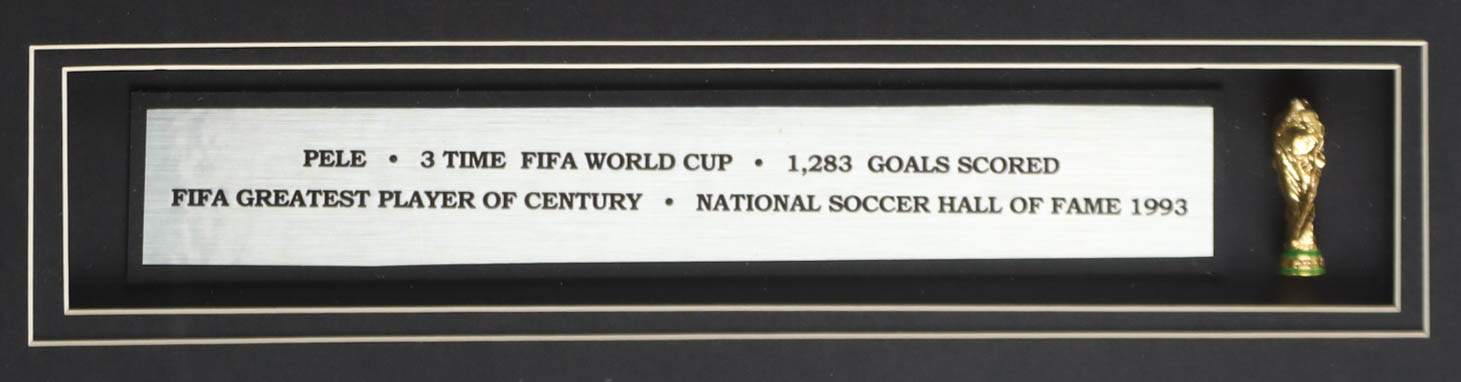 PELE • 3 TIME FIFA WORLD CUP • 1,283 GOALS SCORED
FIFA GREATEST PLAYER OF CENTURY • NATIONAL SOCCER HALL OF FAME 1993